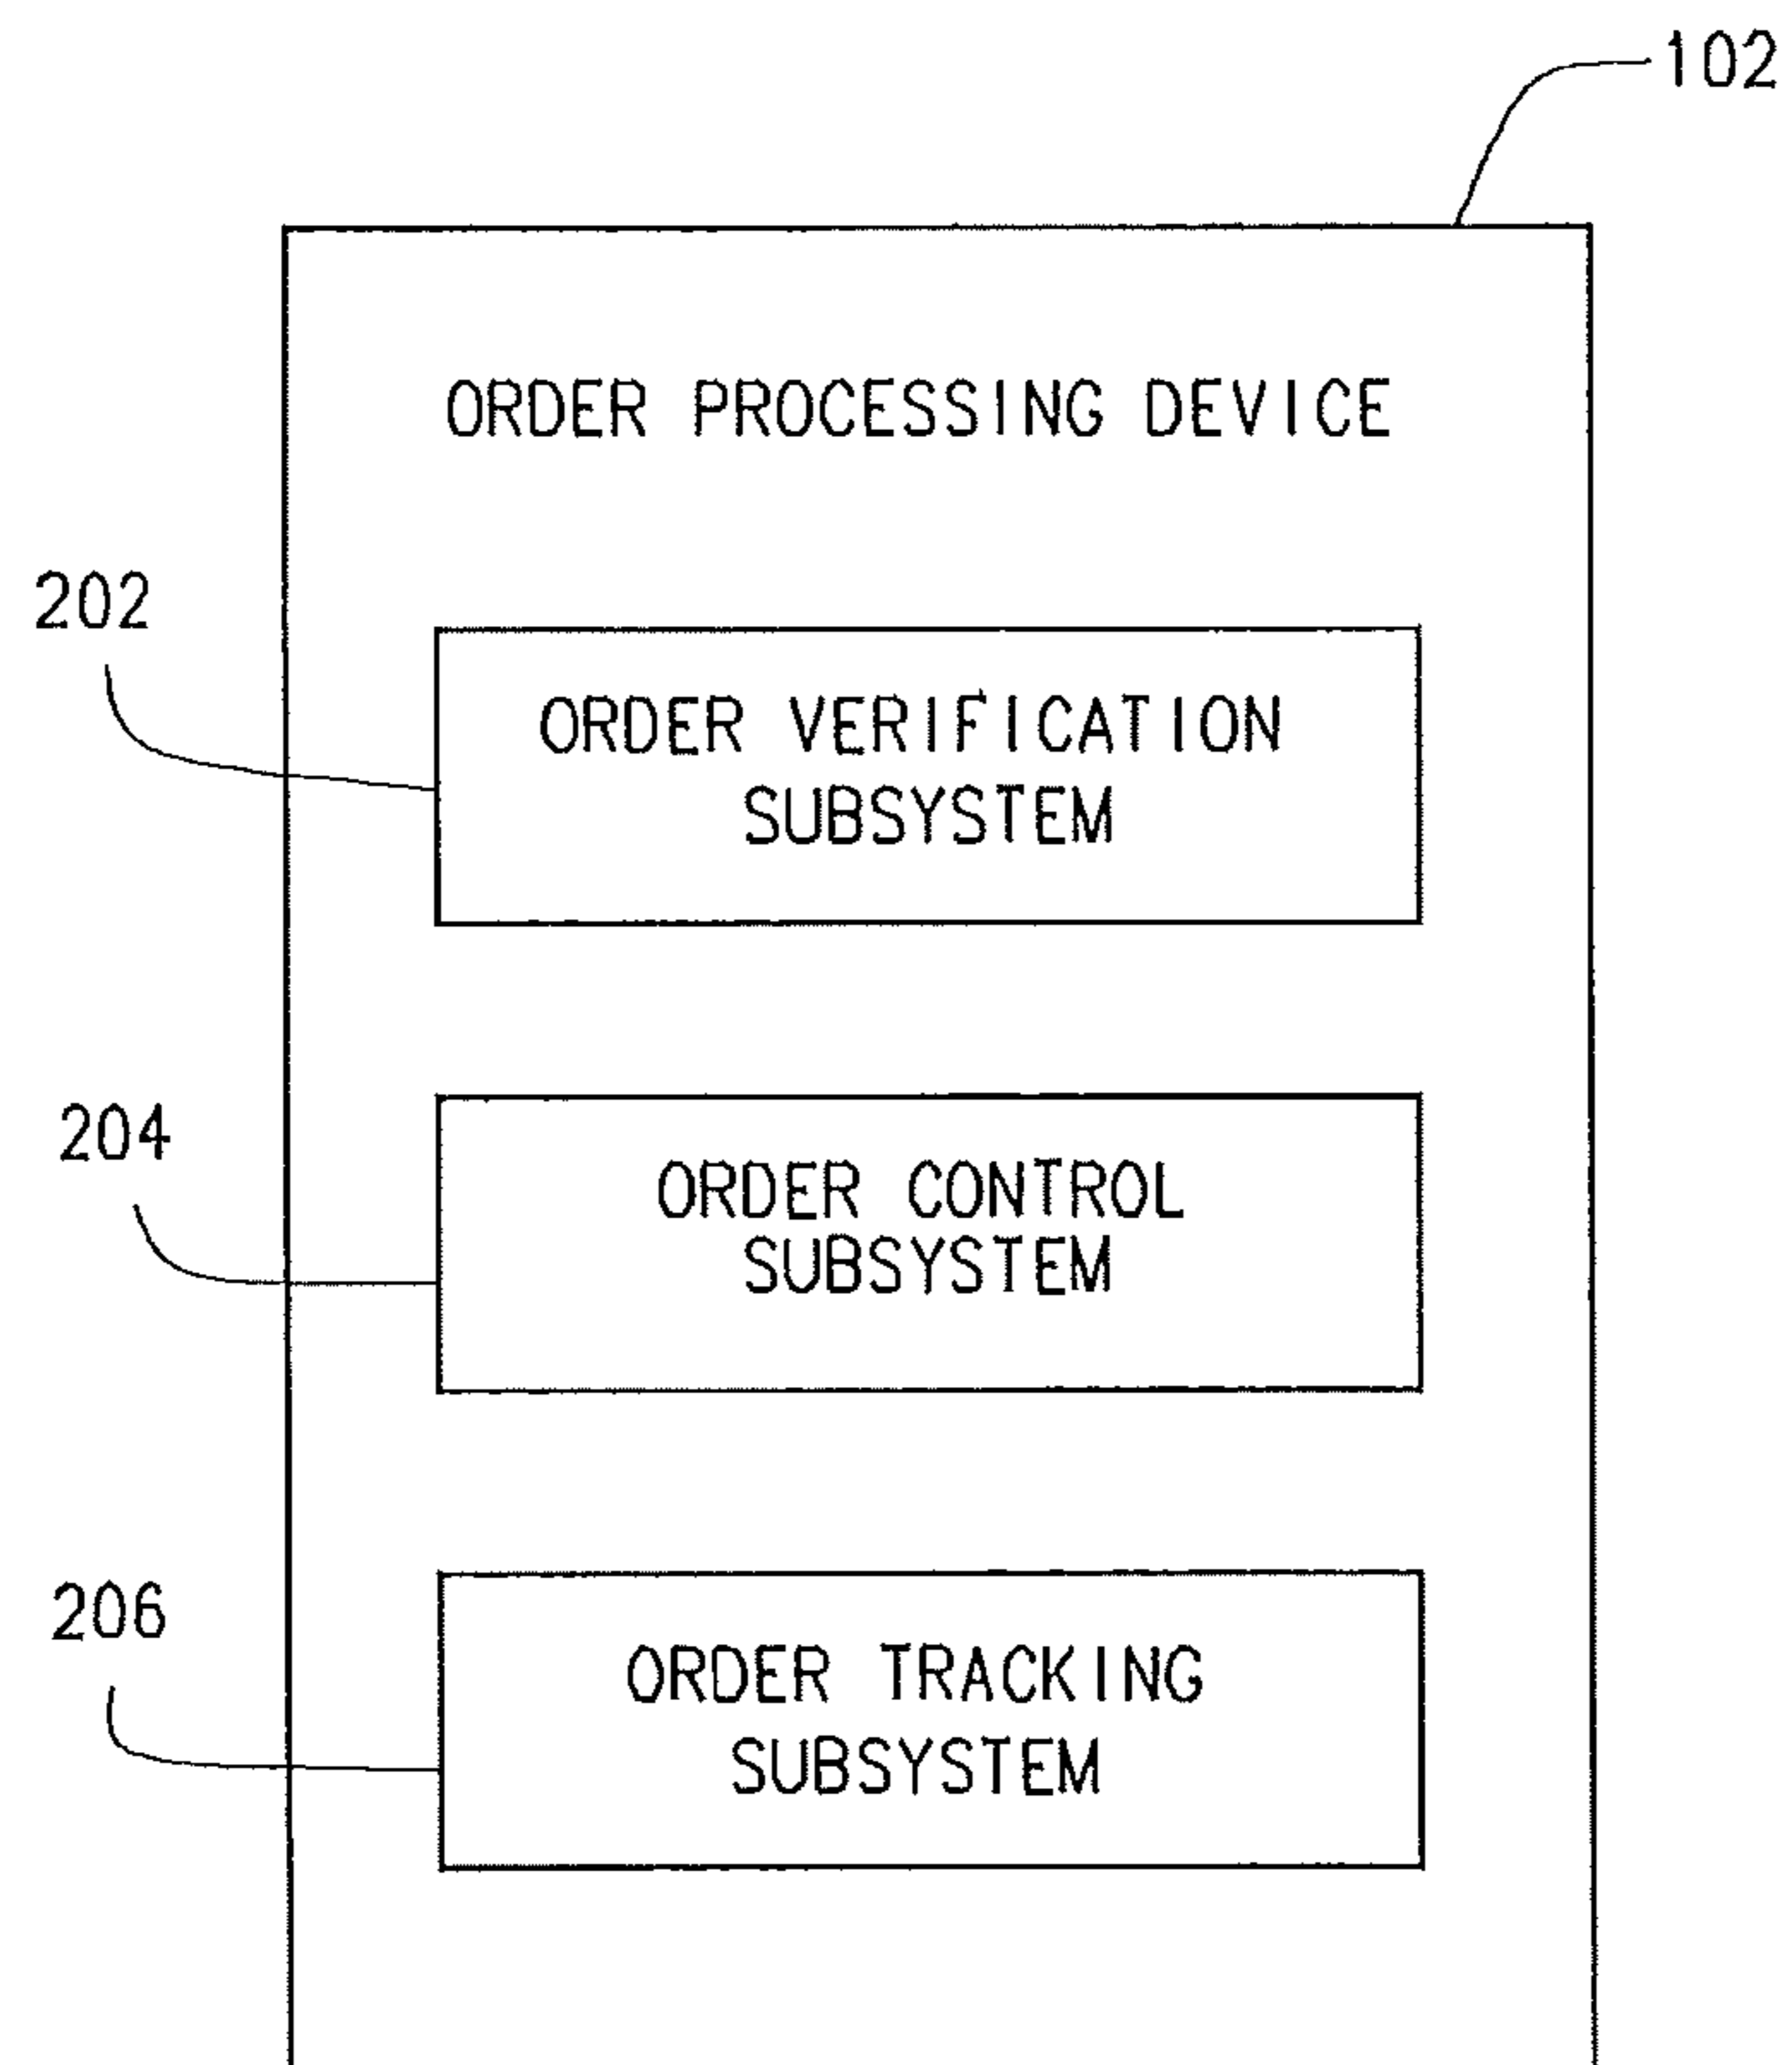 102
ORDER PROCESSING DEVICE
202
ORDER VERIFICATION
SUBSYSTEM
204
ORDER CONTROL
SUBSYSTEM
206
ORDER TRACKING
SUBSYSTEM